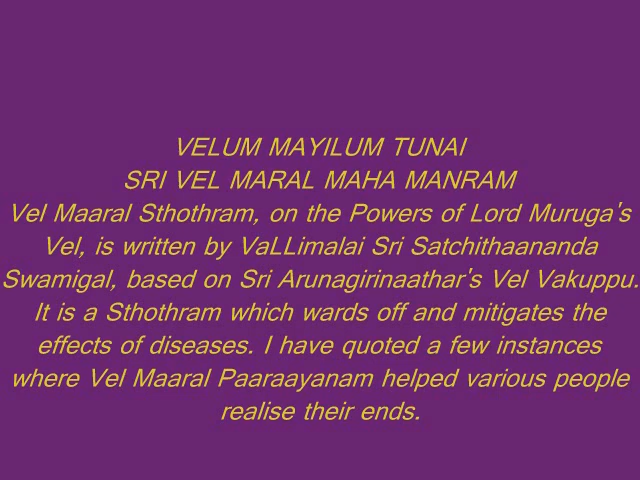 VELUM MAYILUM TUNAI
SRI VEL MARAL MAHA MANRAM
Vel Maaral Sthothram, on the Powers of Lord Muruga's
Vel, is written by VaLLimalai Sri Satchithaananda
Swamigal, based on Sri Arunagirinaathar's Vel Vakuppu.
It is a Sthothram which wards off and mitigates the
effects of diseases. I have quoted a few instances
where Vel Maaral Paaraayanam helped various people
realise their ends.